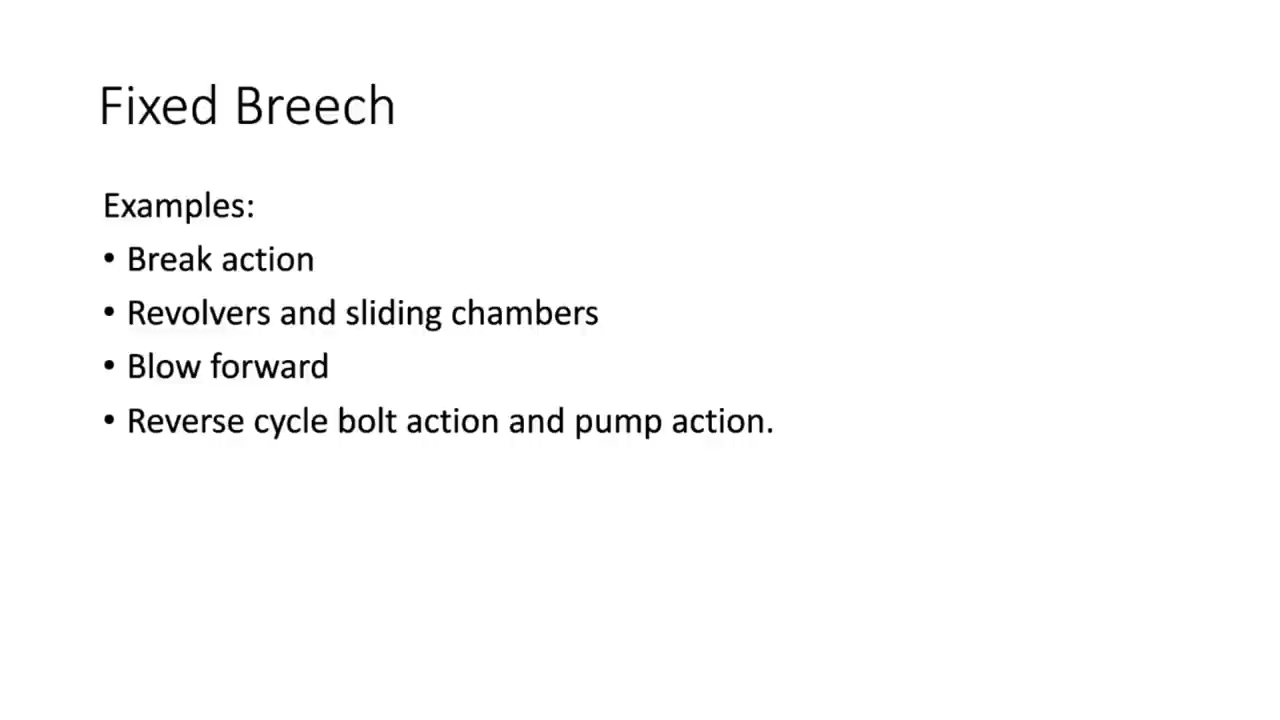 Fixed Breech
Examples:
• Break action
• Revolvers and sliding chambers
• Blow forward
• Reverse cycle bolt action and pump action.